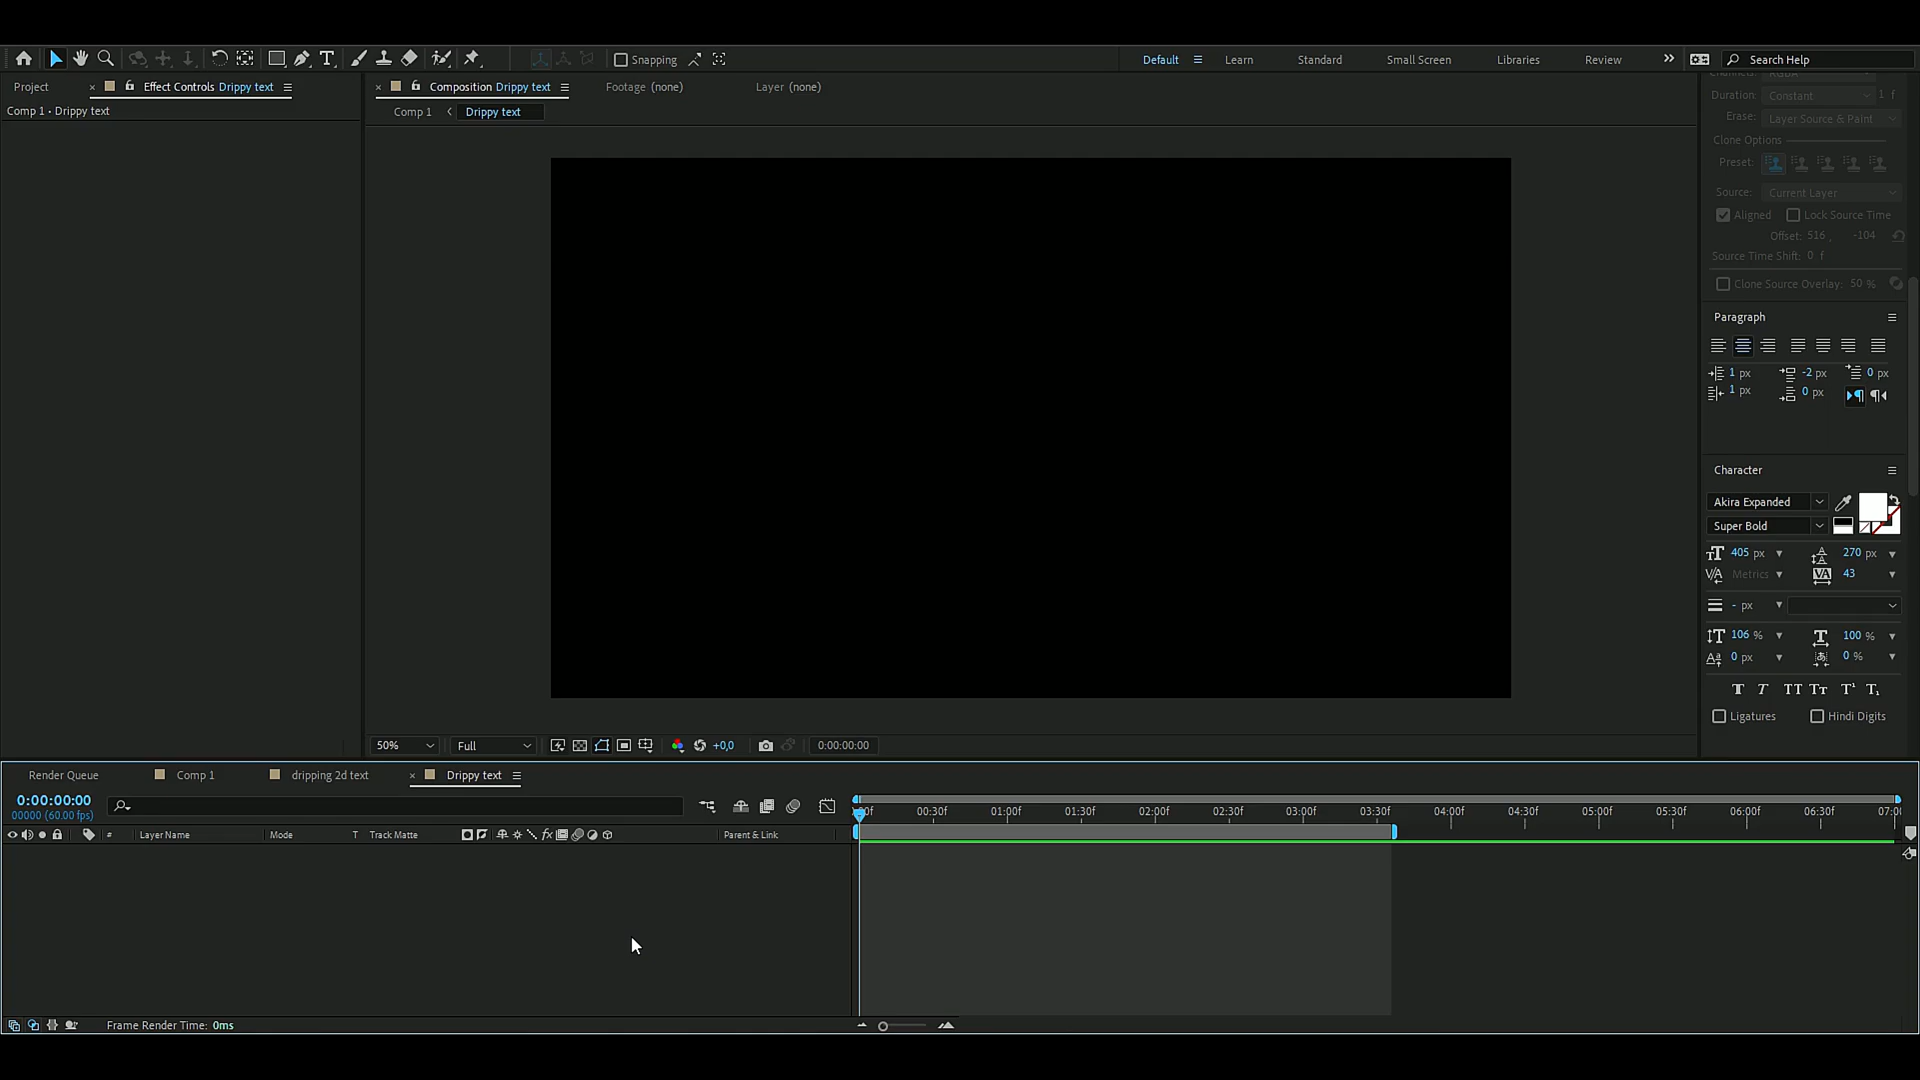 Snapping
Default
Learn
Standard
Small Screen
Libraries
Review
Search Help
Project
Effect Controls Drippy text
Composition Drippy text
Footage (none)
Layer (none)
Comp 1 • Drippy text
Comp 1
Drippy text
Duration: Constant 1 f
Erase: Layer Source & Paint
Clone Options
Preset:
Source: Current Layer
Aligned Lock Source Time
Offset: 516 , -104
Source Time Shift: 0 f
Clone Source Overlay: 50 %
Paragraph
1 px -2 px 0 px
1 px 0 px
Character
Akira Expanded
Super Bold
405 px 270 px
Metrics 43
- px
106 % 100 %
0 px 0 %
Ligatures Hindi Digits
50% Full +0,0 0:00:00:00
Render Queue
Comp 1
dripping 2d text
Drippy text
0:00:00:00
00000 (60.00 fps)
00:30f 01:00f 01:30f 02:00f 02:30f 03:00f 03:30f 04:00f 04:30f 05:00f 05:30f 06:00f 06:30f
# Layer Name Mode T Track Matte Parent & Link
Frame Render Time: 0ms